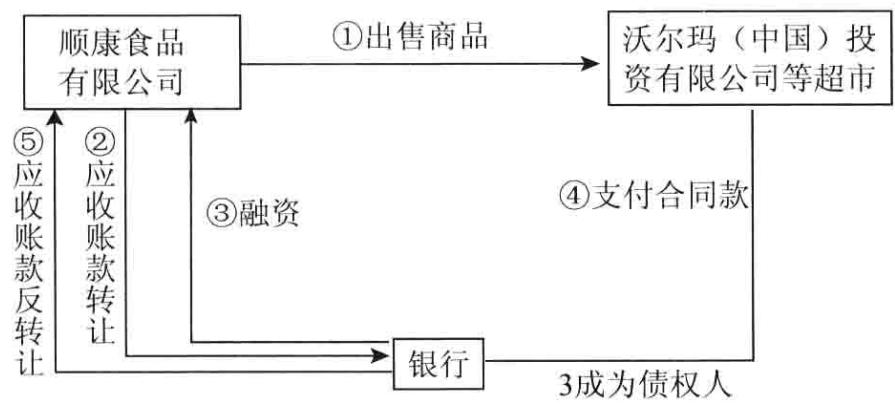 顺康食品
有限公司
①出售商品
沃尔玛（中国）投
资有限公司等超市
⑤应收账款反转让
②应收账款转让
③融资
④支付合同款
银行
3成为债权人